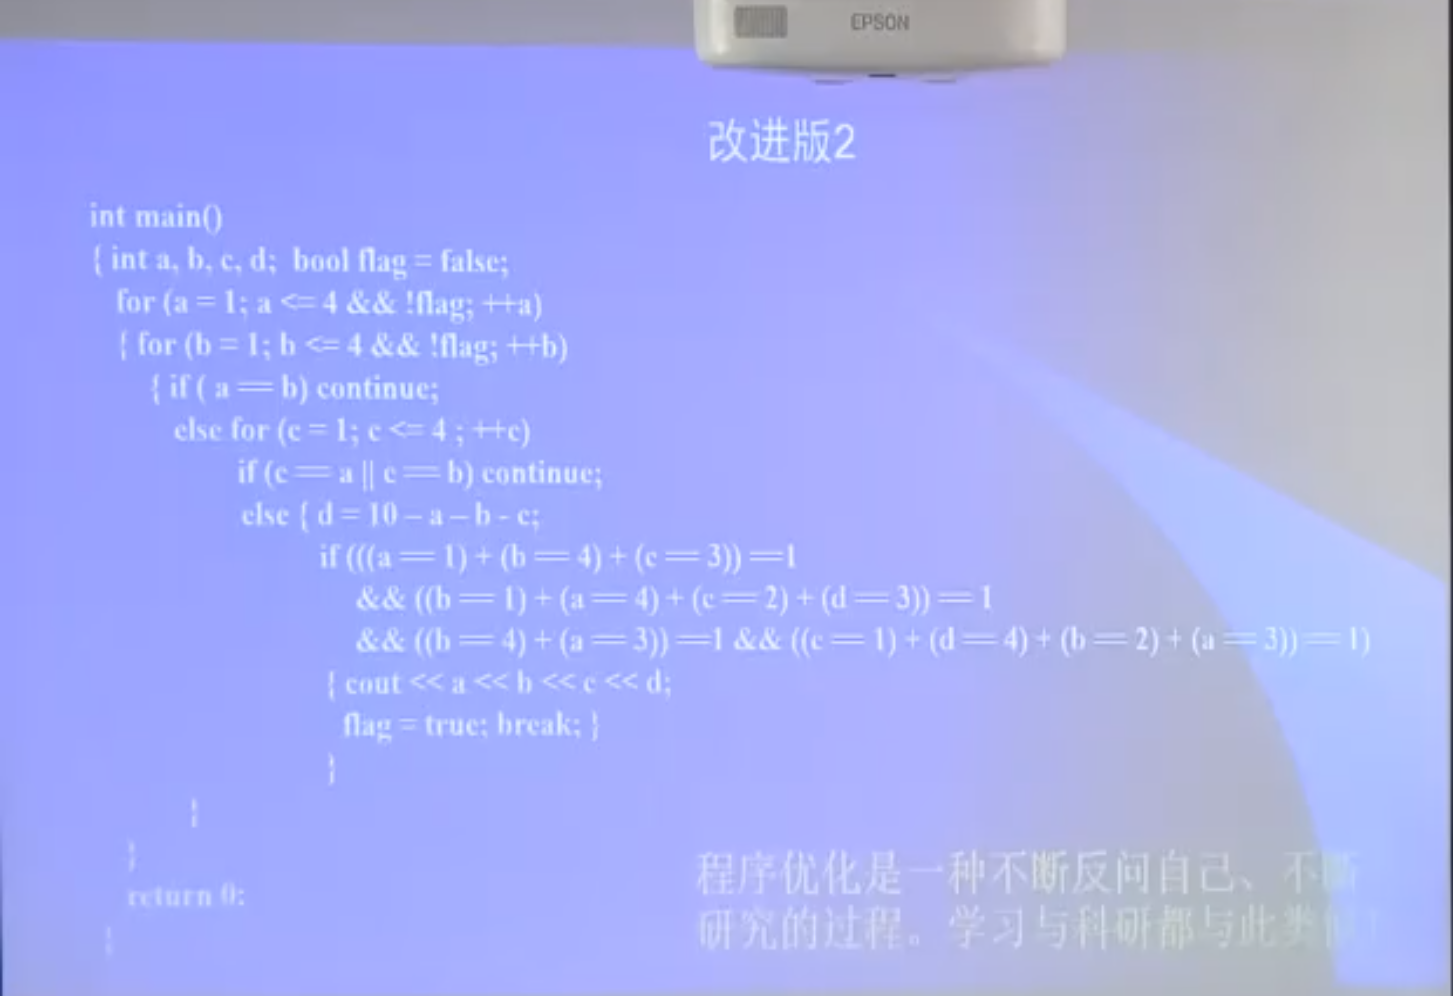 EPSON
改进版2
int main()
{ int a, b, c, d;  bool flag = false;
for (a = 1; a <= 4 && !flag; ++a)
{ for (b = 1; b <= 4 && !flag; ++b)
{ if ( a == b) continue;
else for (c = 1; c <= 4 ; ++c)
if (c == a || c == b) continue;
else { d = 10 – a – b - c;
if (((a == 1) + (b == 4) + (c == 3)) ==1
&& ((b == 1) + (a == 4) + (c == 2) + (d == 3)) == 1
&& ((b == 4) + (a == 3)) ==1 && ((c == 1) + (d == 4) + (b == 2) + (a == 3)) == 1)
{ cout << a << b << c << d;
flag = true; break; }
}
}
}
return 0;
}
程序优化是一种不断反问自己、不断
研究的过程。学习与科研都与此类似！